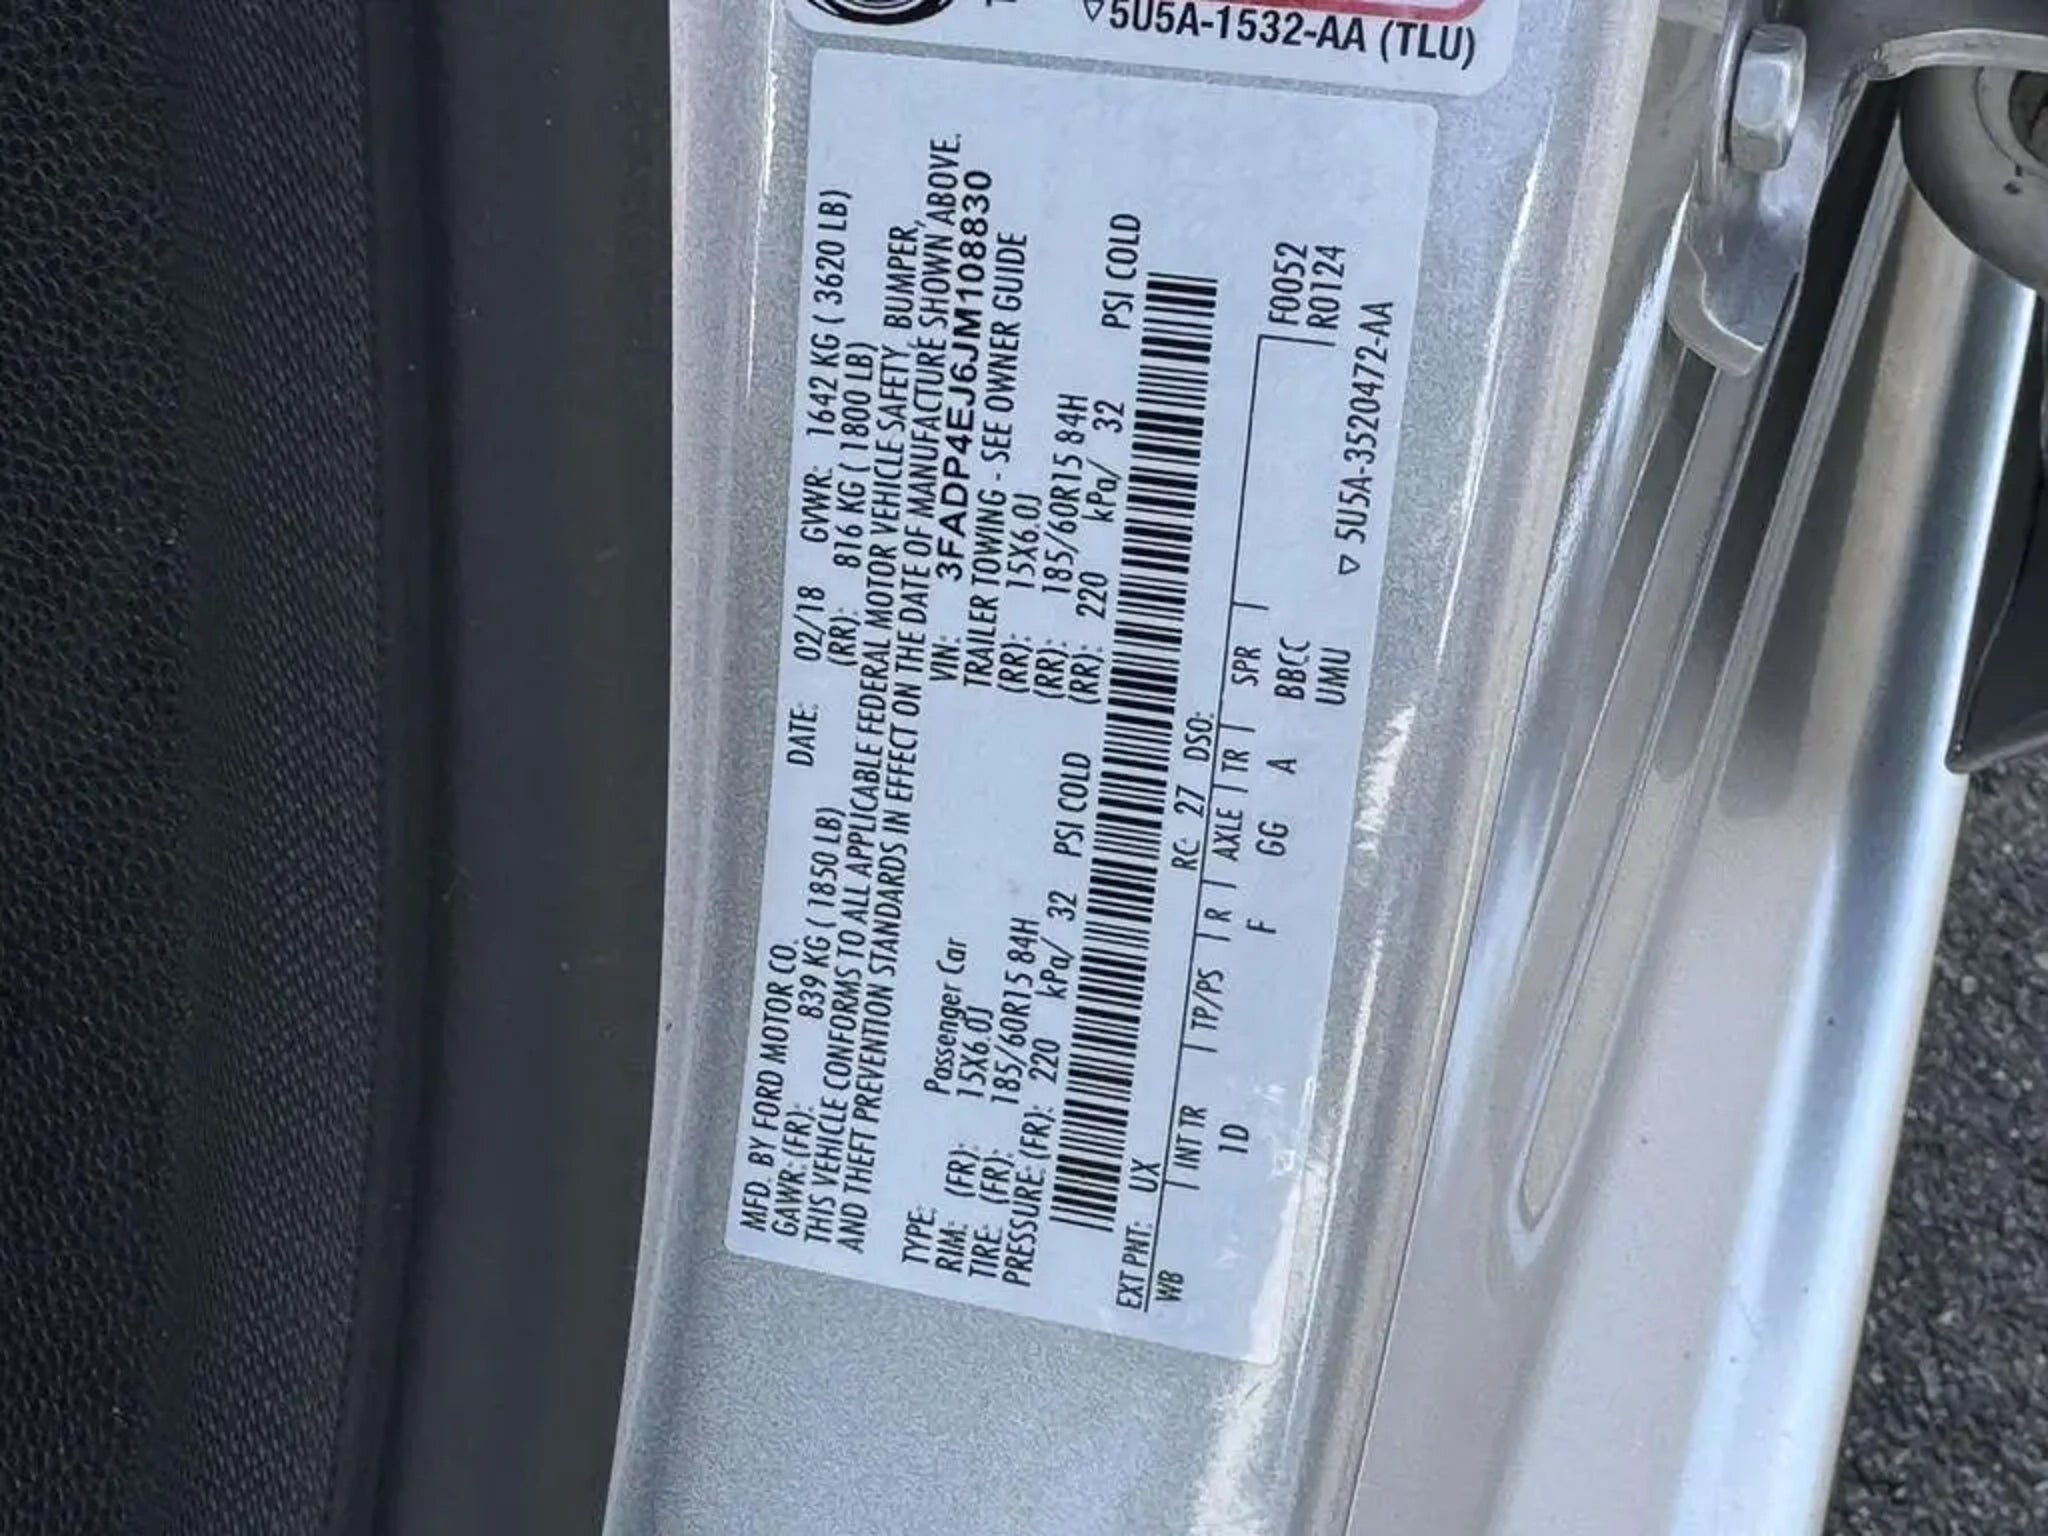 ▽5U5A-1532-AA (TLU)
MFD. BY FORD MOTOR CO. DATE: 02/18 GVWR: 1642 KG ( 3620 LB)
GAWR: (FR): 839 KG ( 1850 LB) (RR): 816 KG ( 1800 LB)
THIS VEHICLE CONFORMS TO ALL APPLICABLE FEDERAL MOTOR VEHICLE SAFETY, BUMPER,
AND THEFT PREVENTION STANDARDS IN EFFECT ON THE DATE OF MANUFACTURE SHOWN ABOVE.
VIN: 3FADP4EJ6JM108830
TYPE: Passenger Car TRAILER TOWING - SEE OWNER GUIDE
RIM: (FR): 15X6.0J (RR): 15X6.0J
TIRE: (FR): 185/60R15 84H (RR): 185/60R15 84H
PRESSURE: (FR): 220 kPa/ 32 PSI COLD (RR): 220 kPa/ 32 PSI COLD
EXT PNT: UX RC: 27 DSO:
WB | INT TR | TP/PS | R | AXLE | TR | SPR | F0052
1D F GG A BBCC R0124
UMU
▽ 5U5A-3520472-AA